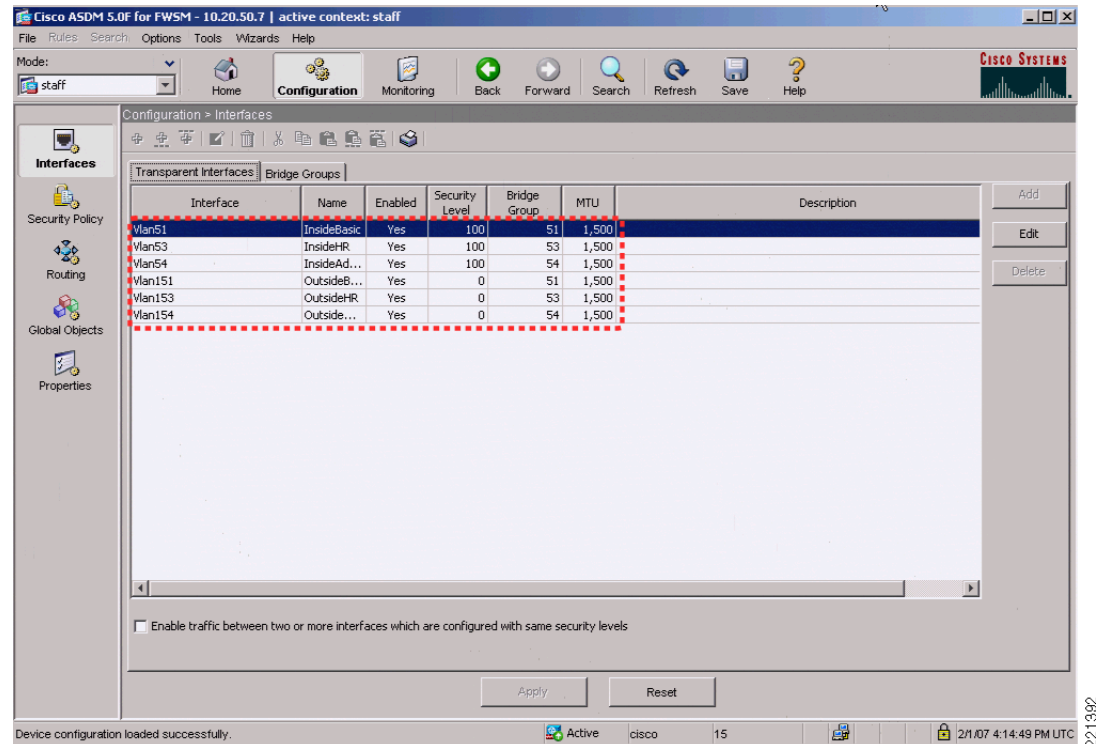 Cisco ASDM 5.0F for FWSM - 10.20.50.7 | active context: staff
File Rules Search Options Tools Wizards Help
Mode:
staff
Home Configuration Monitoring Back Forward Search Refresh Save Help
CISCO SYSTEMS
Configuration > Interfaces
Interfaces
Security Policy
Routing
Global Objects
Properties
Transparent Interfaces Bridge Groups
Interface Name Enabled Security Level Bridge Group MTU Description
Vlan51 InsideBasic Yes 100 51 1,500
Vlan53 InsideHR Yes 100 53 1,500
Vlan54 InsideAd... Yes 100 54 1,500
Vlan151 OutsideB... Yes 0 51 1,500
Vlan153 OutsideHR Yes 0 53 1,500
Vlan154 Outside... Yes 0 54 1,500
Add
Edit
Delete
Enable traffic between two or more interfaces which are configured with same security levels
Apply Reset
Device configuration loaded successfully. Active cisco 15 2/1/07 4:14:49 PM UTC
221392